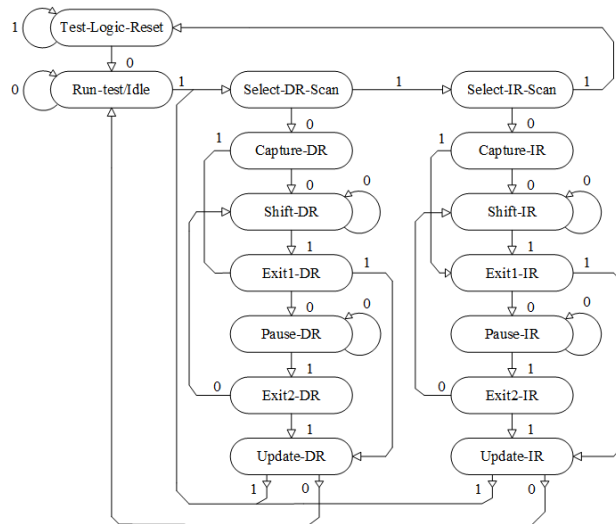 1 Test-Logic-Reset
0
0 Run-test/Idle 1 Select-DR-Scan 1 Select-IR-Scan 1
0 0
1 Capture-DR 1 Capture-IR
0 0 0 0
Shift-DR Shift-IR
1 1
Exit1-DR 1 Exit1-IR 1
0 0 0 0
Pause-DR Pause-IR
1 1
0 Exit2-DR 0 Exit2-IR
1 1
Update-DR Update-IR
1 0 1 0